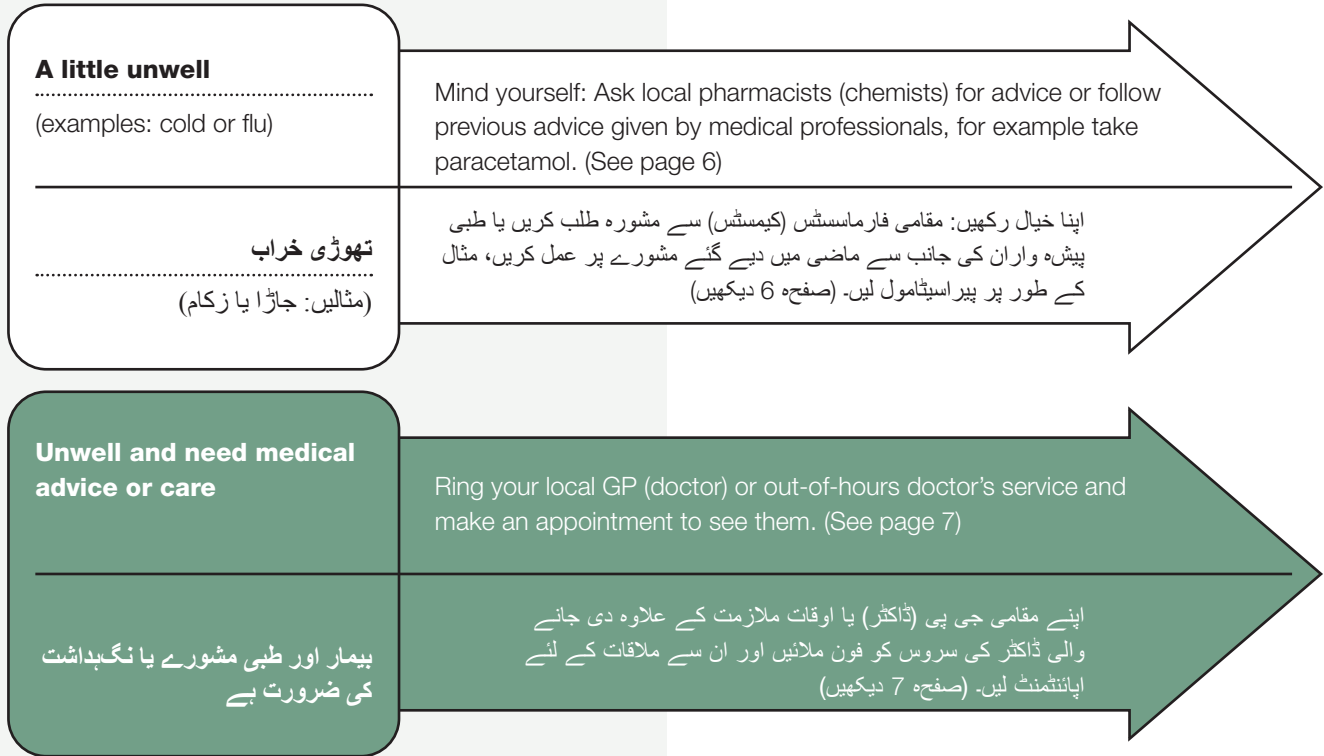 A little unwell
(examples: cold or flu)
Mind yourself: Ask local pharmacists (chemists) for advice or follow
previous advice given by medical professionals, for example take
paracetamol. (See page 6)
تھوڑی خراب
(مثالیں: جاڑا یا زکام)
اپنا خیال رکھیں: مقامی فارماسسٹس (کیمسٹس) سے مشورہ طلب کریں یا طبی
پیشہ واران کی جانب سے ماضی میں دیے گئے مشورے پر عمل کریں، مثال
کے طور پر پیراسیٹامول لیں۔ (صفحہ 6 دیکھیں)
Unwell and need medical
advice or care
Ring your local GP (doctor) or out-of-hours doctor’s service and
make an appointment to see them. (See page 7)
بیمار اور طبی مشورے یا نگہداشت
کی ضرورت ہے
اپنے مقامی جی پی (ڈاکٹر) یا اوقات ملازمت کے علاوہ دی جانے
والی ڈاکٹر کی سروس کو فون ملائیں اور ان سے ملاقات کے لئے
اپائنٹمنٹ لیں۔ (صفحہ 7 دیکھیں)